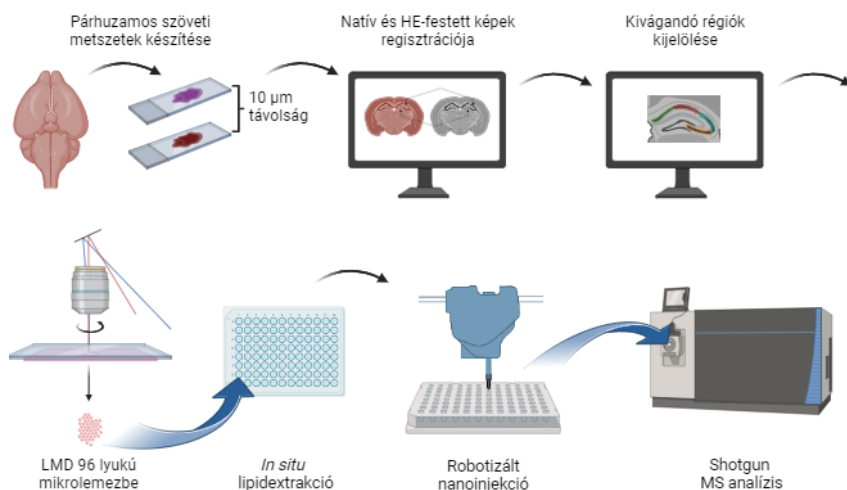 Párhuzamos szöveti
metszetek készítése
Natív és HE-festett képek
regisztrációja
Kivágandó régiók
kijelölése
10 µm
távolság
LMD 96 lyukú
mikrolemezbe
In situ
lipidextrakció
Robotizált
nanoinjekció
Shotgun
MS analízis